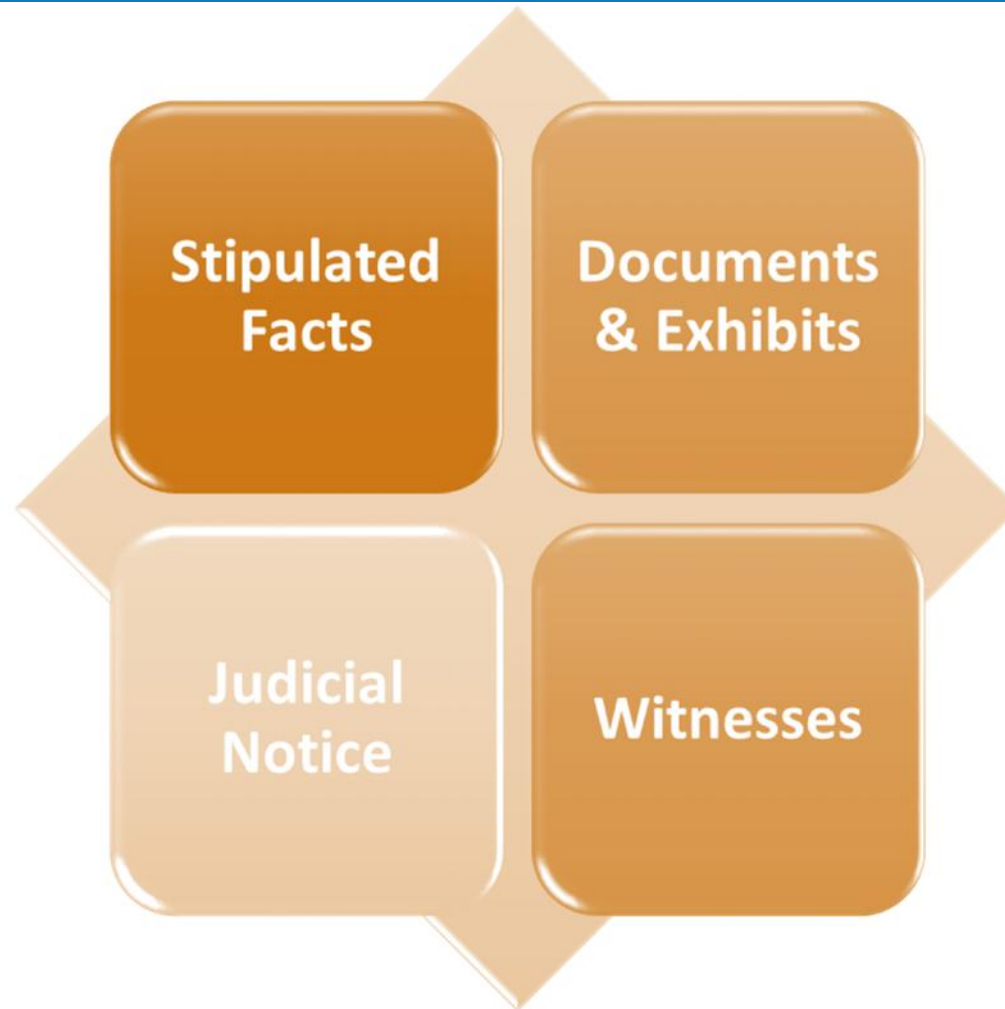 Stipulated
Facts
Documents
& Exhibits
Judicial
Notice
Witnesses